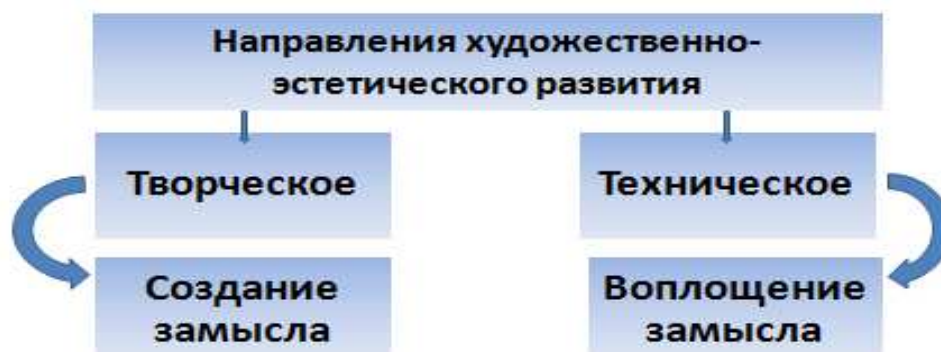 Направления художественно-
эстетического развития
Творческое
Техническое
Создание
замысла
Воплощение
замысла